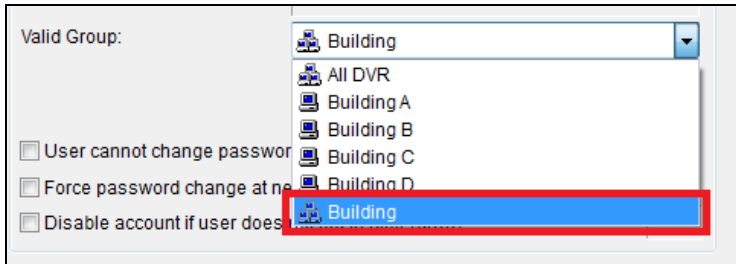 Valid Group:
Building
All DVR
Building A
Building B
User cannot change passwor
Building C
Force password change at ne
Building D
Disable account if user does
Building